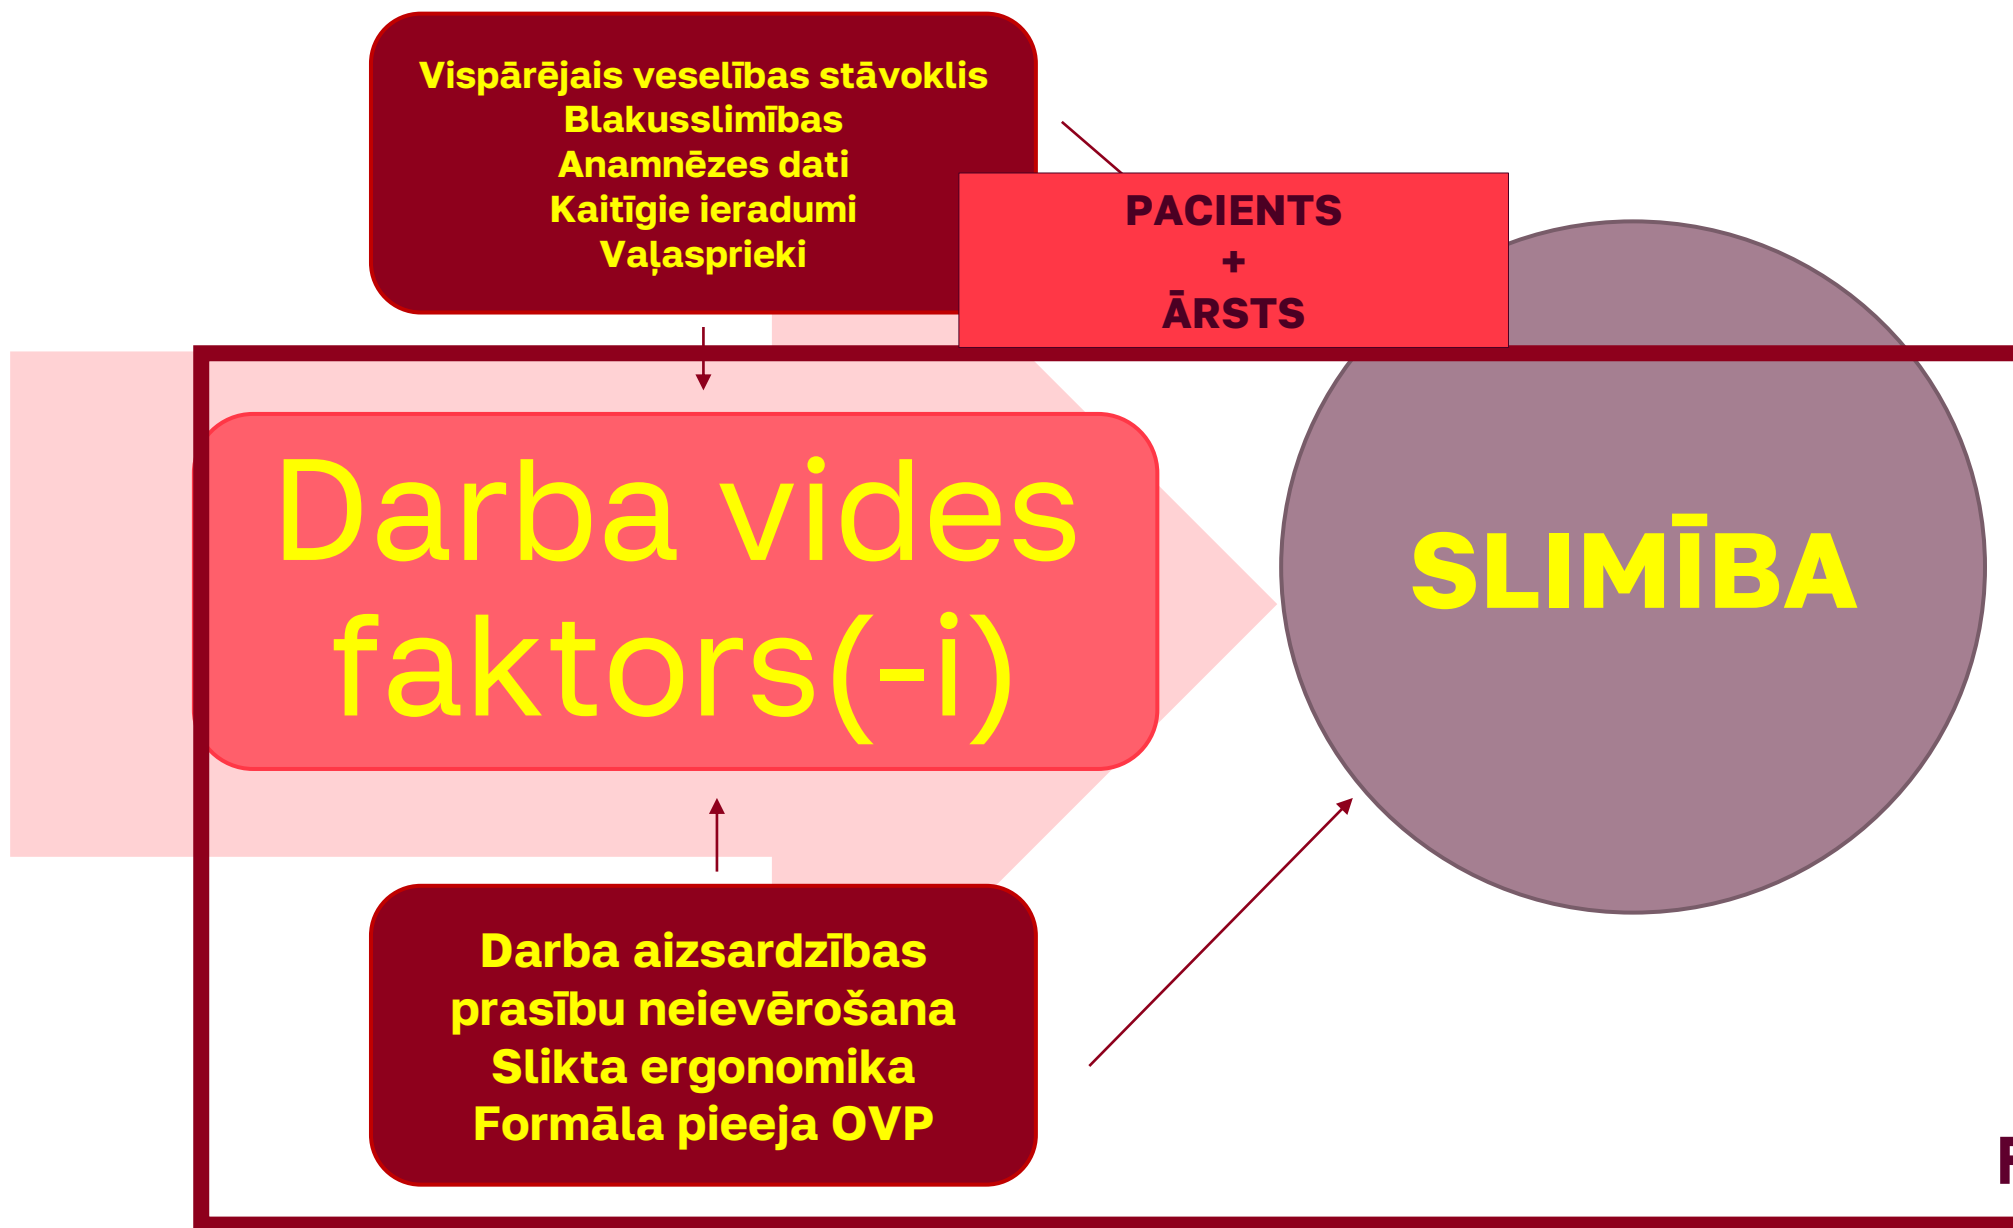 Vispārējais veselības stāvoklis
Blakusslimības
Anamnēzes dati
Kaitīgie ieradumi
Vaļasprieki
PACIENTS
+
ĀRSTS
Darba vides
faktors(-i)
SLIMĪBA
Darba aizsardzības
prasību neievērošana
Slikta ergonomika
Formāla pieeja OVP